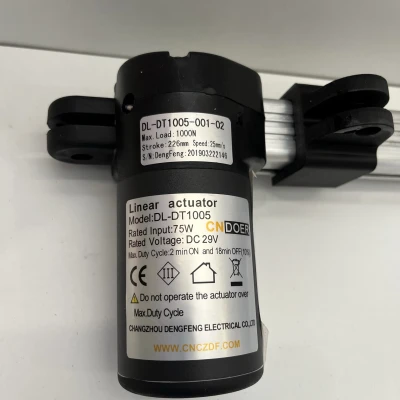 DL-DT1005-001-02
Max.Load:1000N
Stroke:226mm Speed:25mm/s
S/N:DengFeng:201903222146
Linear actuator
Model:DL-DT1005
Rated Input:75W CNDOER
Rated Voltage: DC 29V
Max. Duty Cycle:2 min ON and 18min OFF(10%)
Do not operate the actuator over
Max.Duty Cycle
CHANGZHOU DENGFENG ELECTRICAL CO.,LTD
WWW.CNCZDF.COM